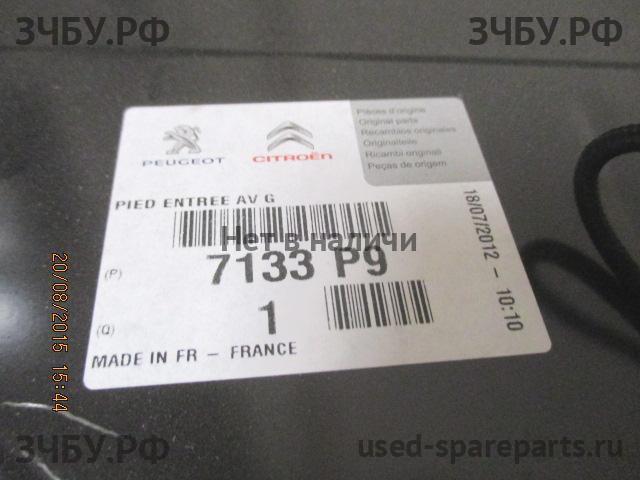 ЗЧБУ.РФ
ЗЧБУ.РФ
PEUGEOT
CITROËN
Pièces d'origine
Original parts
Recambios originales
Originalteile
Ricambi originali
Peças de origem
PIED ENTREE AV G
Нет в наличи
(P)
7133 P9
(Q)
1
MADE IN FR – FRANCE
18/07/2012 – 10:10
20/08/2015 15:44
ЗЧБУ.РФ
used-spareparts.ru